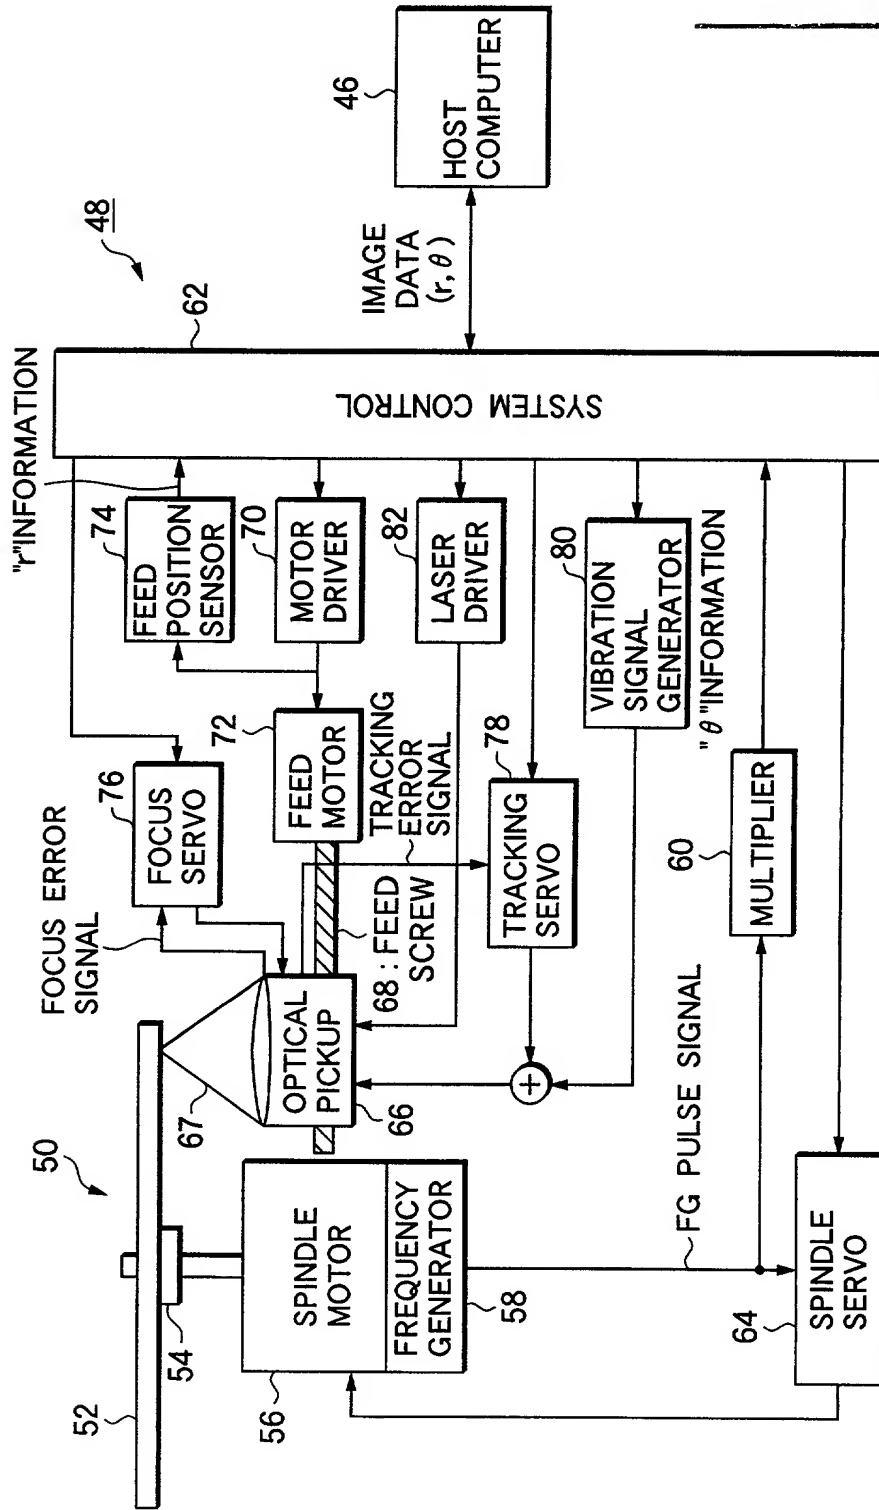 48
46
HOST
COMPUTER
IMAGE
DATA
(r, θ)
62
SYSTEM CONTROL
"r"INFORMATION
74
FEED
POSITION
SENSOR
70
MOTOR
DRIVER
82
LASER
DRIVER
80
VIBRATION
SIGNAL
GENERATOR
"θ"INFORMATION
72
FEED
MOTOR
TRACKING
ERROR
SIGNAL
78
TRACKING
SERVO
60
MULTIPLIER
FOCUS ERROR
SIGNAL
76
FOCUS
SERVO
68 : FEED
SCREW
50
67
OPTICAL
PICKUP
66
+
FG PULSE SIGNAL
52
54
56
SPINDLE
MOTOR
FREQUENCY
GENERATOR
58
64
SPINDLE
SERVO